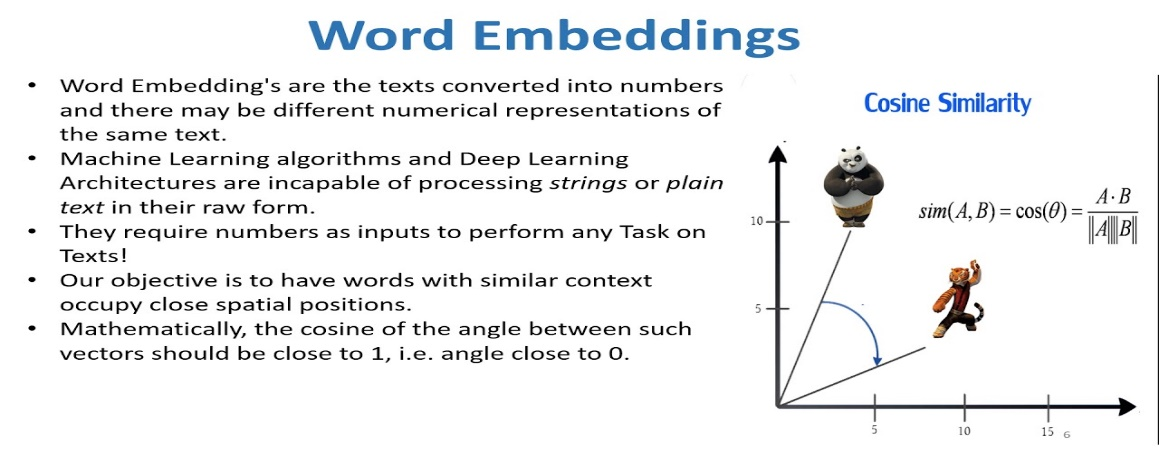 Word Embeddings
• Word Embedding's are the texts converted into numbers
and there may be different numerical representations of
the same text.
• Machine Learning algorithms and Deep Learning
Architectures are incapable of processing strings or plain
text in their raw form.
• They require numbers as inputs to perform any Task on
Texts!
• Our objective is to have words with similar context
occupy close spatial positions.
• Mathematically, the cosine of the angle between such
vectors should be close to 1, i.e. angle close to 0.
Cosine Similarity
sim(A, B) = cos(θ) = A · B / ||A||||B||
10
5
5
10
15
6